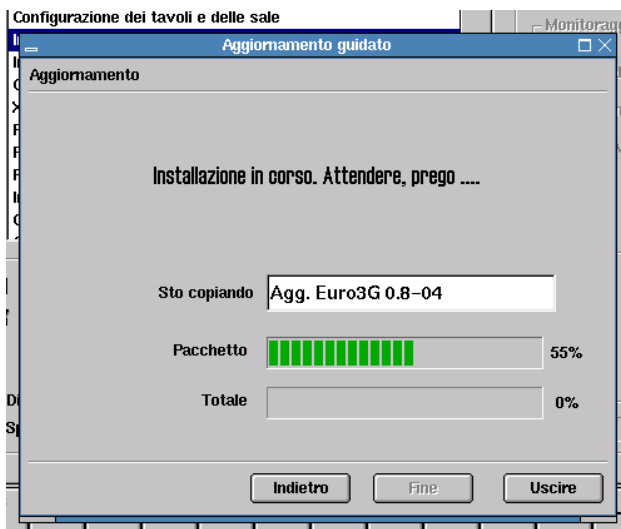 Configurazione dei tavoli e delle sale
Aggiornamento guidato
Aggiornamento
Installazione in corso. Attendere, prego ....
Sto copiando Agg. Euro3G 0.8-04
Pacchetto 55%
Totale 0%
Indietro Fine Uscire